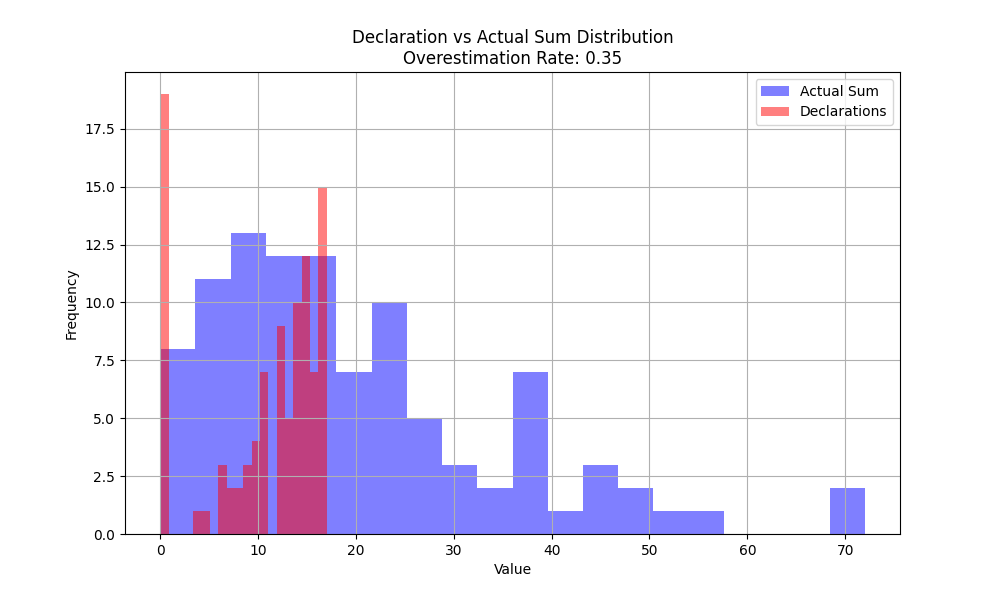 Declaration vs Actual Sum Distribution
Overestimation Rate: 0.35
Actual Sum
Declarations
17.5
15.0
12.5
10.0
7.5
5.0
2.5
0.0
Frequency
0 10 20 30 40 50 60 70
Value